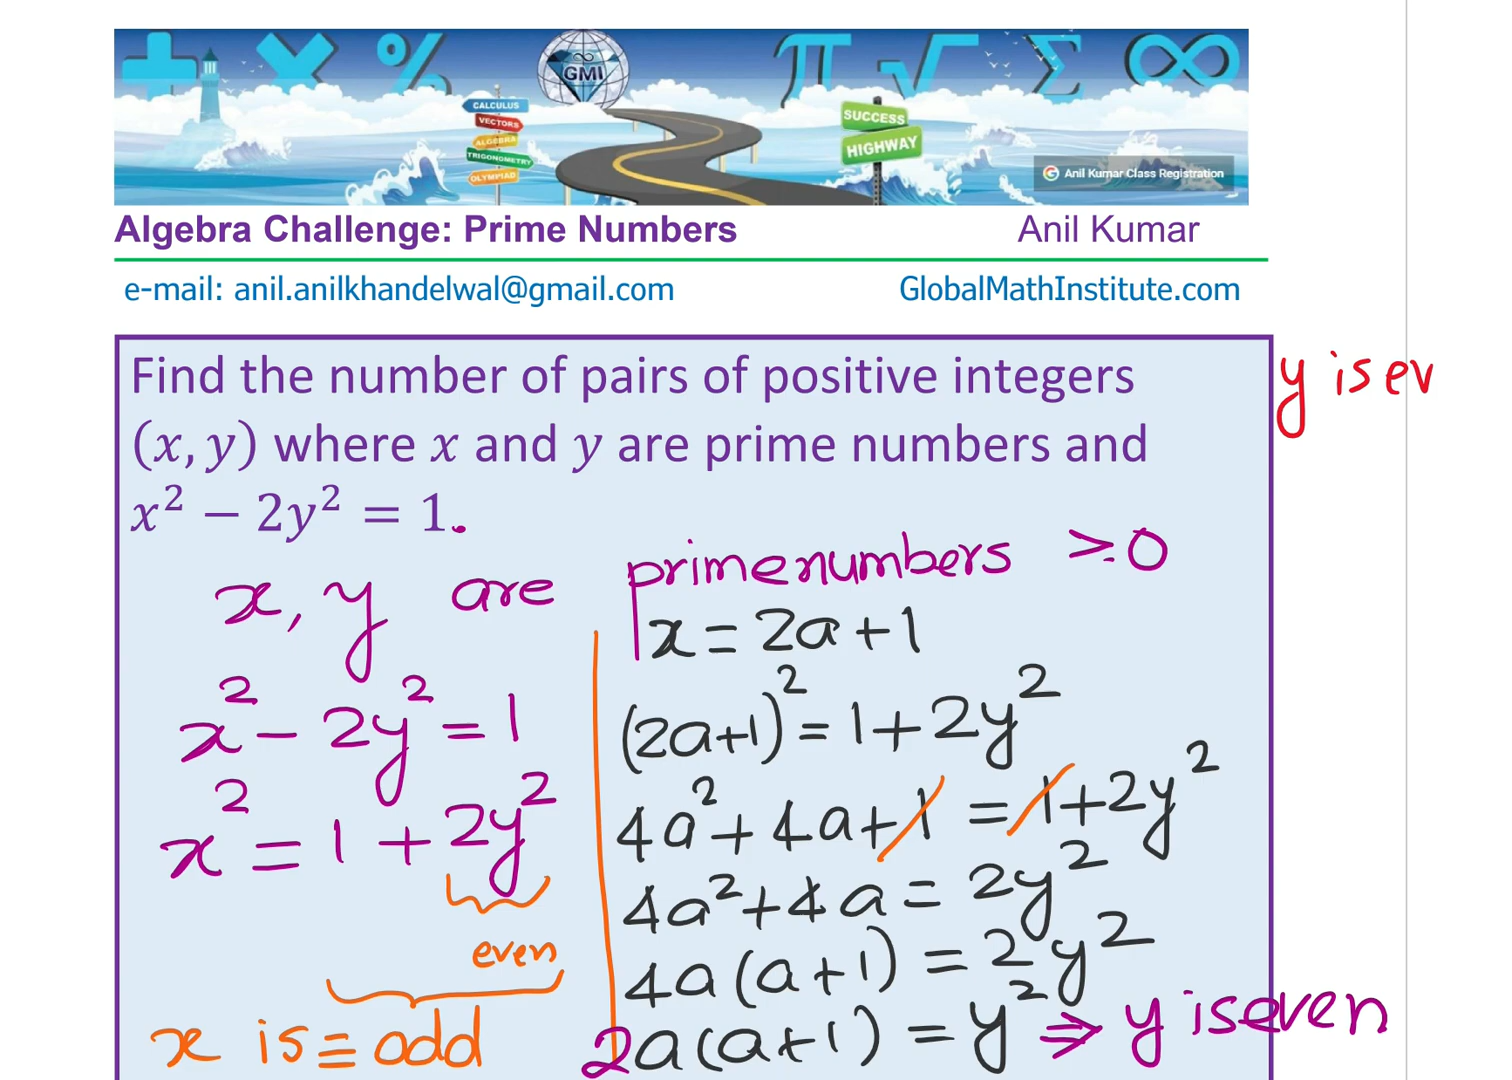 GMI
CALCULUS
VECTORS
ALGEBRA
TRIGONOMETRY
OLYMPIAD
SUCCESS
HIGHWAY
Anil Kumar Class Registration
Algebra Challenge: Prime Numbers Anil Kumar
e-mail: anil.anilkhandelwal@gmail.com GlobalMathInstitute.com
Find the number of pairs of positive integers
(x, y) where x and y are prime numbers and
x² − 2y² = 1.
y is ev
x, y are prime numbers > 0
x² − 2y² = 1
x² = 1 + 2y²
even
x is = odd
x = 2a + 1
(2a+1)² = 1 + 2y²
4a² + 4a + 1 = 1 + 2y²
4a² + 4a = 2y²
4a(a+1) = 2y²
2a(a+1) = y² ⇒ y is even